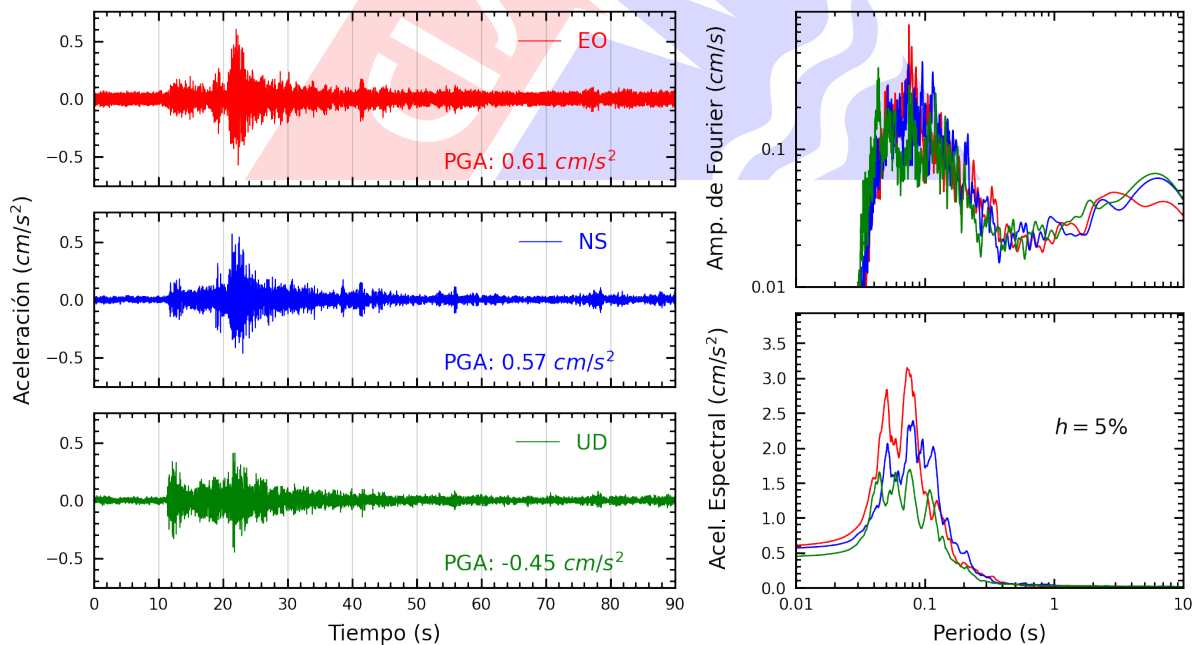 Aceleración (cm/s²)
0.5
0.0
−0.5
EO
PGA: 0.61 cm/s²
0.5
0.0
−0.5
NS
PGA: 0.57 cm/s²
0.5
0.0
−0.5
UD
PGA: -0.45 cm/s²
0 10 20 30 40 50 60 70 80 90
Tiempo (s)
Amp. de Fourier (cm/s)
0.1
0.01
Acel. Espectral (cm/s²)
3.5
3.0
2.5
2.0
1.5
1.0
0.5
0.0
h = 5%
0.01 0.1 1 10
Periodo (s)